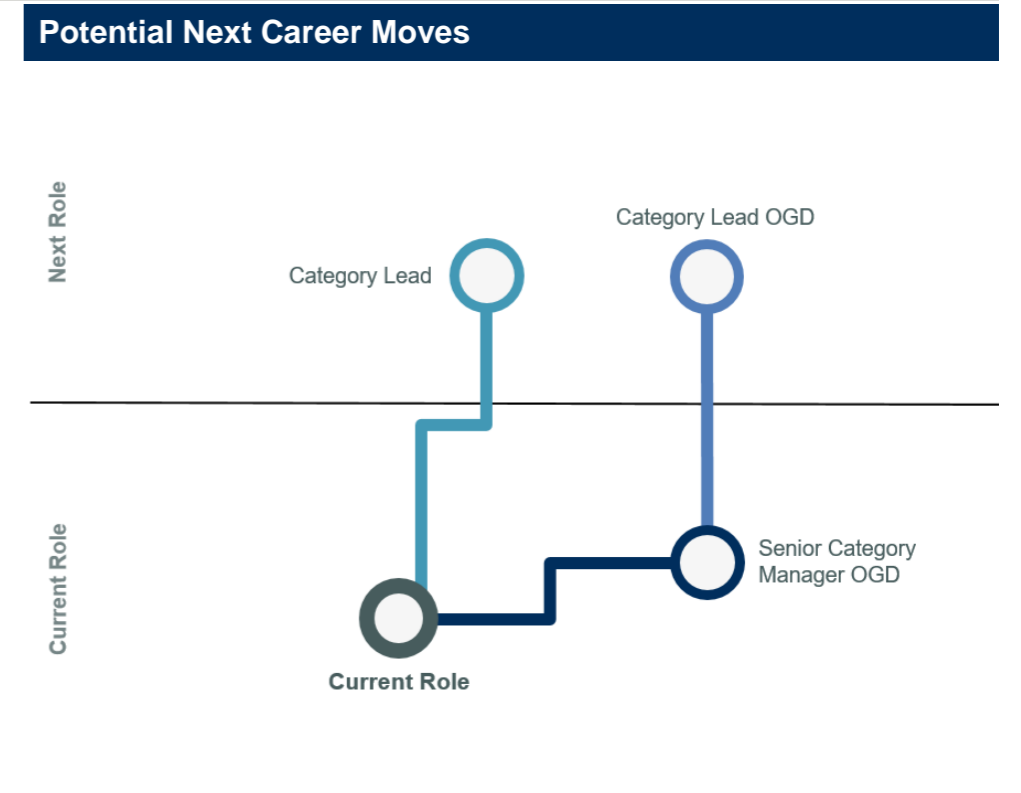 Potential Next Career Moves
Next Role
Category Lead OGD
Category Lead
Current Role
Senior Category
Manager OGD
Current Role